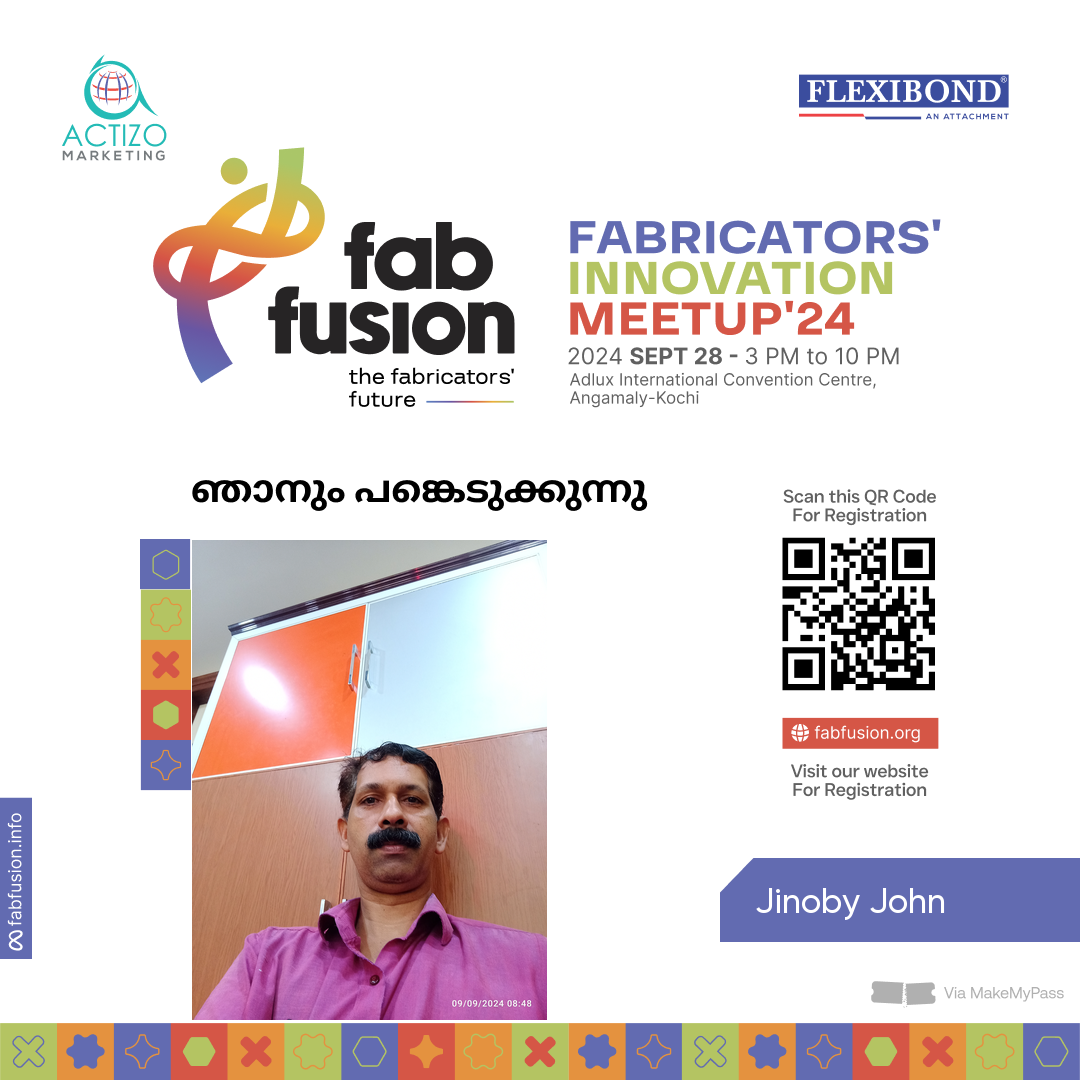 ACTIZO
MARKETING
FLEXIBOND®
AN ATTACHMENT
fab
fusion
the fabricators'
future
FABRICATORS'
INNOVATION
MEETUP'24
2024 SEPT 28 - 3 PM to 10 PM
Adlux International Convention Centre,
Angamaly-Kochi
ഞാനും പങ്കെടുക്കുന്നു
Scan this QR Code
For Registration
fabfusion.org
Visit our website
For Registration
fabfusion.info
Jinoby John
09/09/2024 08:48
Via MakeMyPass